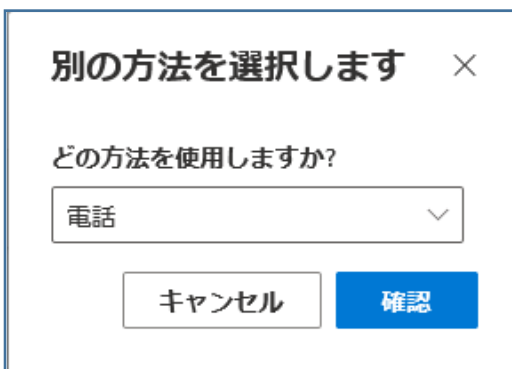 別の方法を選択します
どの方法を使用しますか?
電話
キャンセル
確認